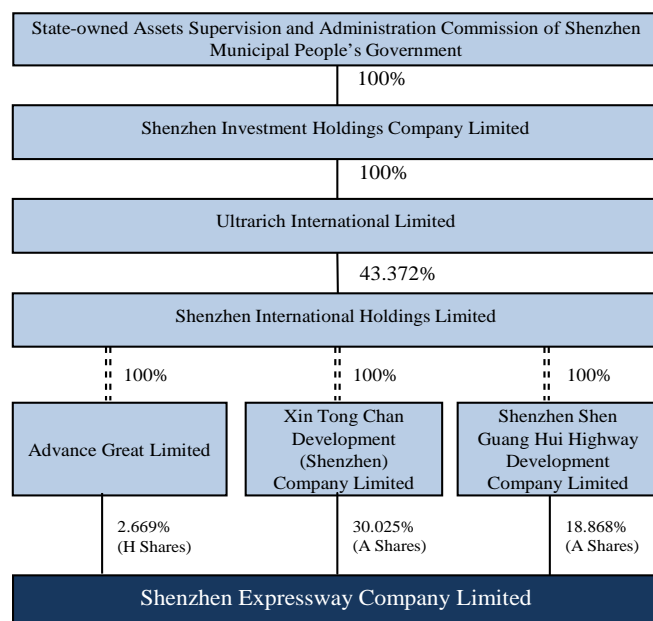 State-owned Assets Supervision and Administration Commission of Shenzhen
Municipal People's Government
100%
Shenzhen Investment Holdings Company Limited
100%
Ultrarich International Limited
43.372%
Shenzhen International Holdings Limited
100%
100%
100%
Advance Great Limited
Xin Tong Chan
Development
(Shenzhen)
Company Limited
Shenzhen Shen
Guang Hui Highway
Development
Company Limited
2.669%
(H Shares)
30.025%
(A Shares)
18.868%
(A Shares)
Shenzhen Expressway Company Limited